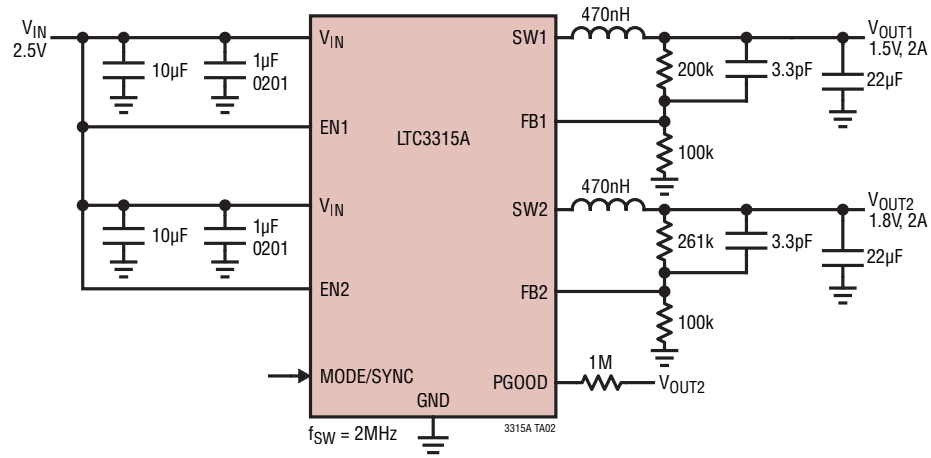 470nH
VIN
2.5V
VIN
SW1
VOUT1
1.5V, 2A
10µF
1µF
0201
200k
3.3pF
22µF
EN1
LTC3315A
FB1
100k
470nH
VIN
SW2
VOUT2
1.8V, 2A
10µF
1µF
0201
261k
3.3pF
22µF
EN2
FB2
100k
1M
MODE/SYNC
PGOOD
VOUT2
GND
fSW = 2MHz
3315A TA02